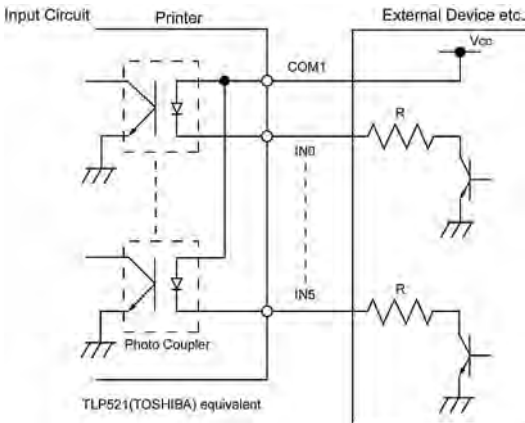 Input Circuit
Printer
External Device etc.
Vcc
COM1
R
IN0
R
IN5
Photo Coupler
TLP521(TOSHIBA) equivalent